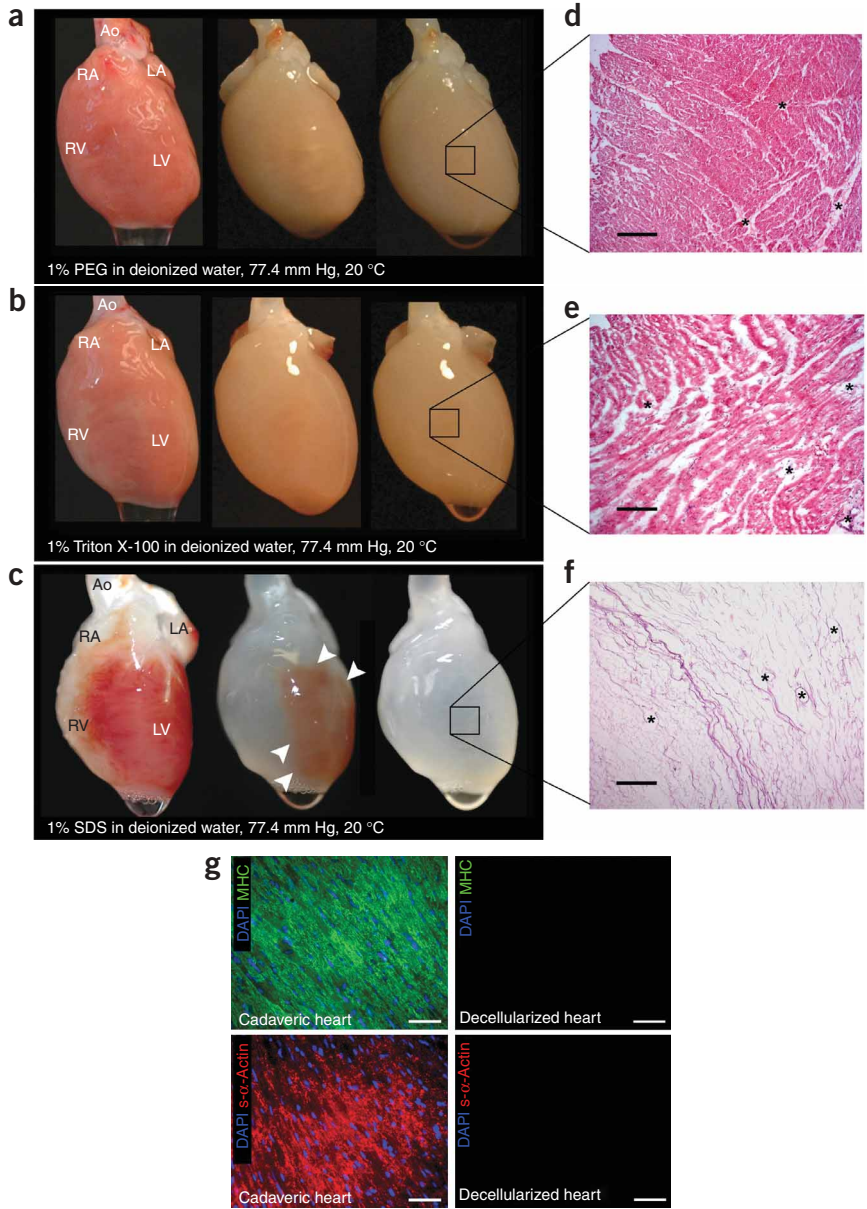 a
Ao
RA
LA
RV
LV
1% PEG in deionized water, 77.4 mm Hg, 20 °C
d
*
*
*
b
Ao
RA
LA
RV
LV
1% Triton X-100 in deionized water, 77.4 mm Hg, 20 °C
e
*
*
*
*
c
Ao
RA
LA
RV
LV
1% SDS in deionized water, 77.4 mm Hg, 20 °C
f
*
*
*
*
g
DAPI MHC
Cadaveric heart
DAPI MHC
Decellularized heart
DAPI s-α-Actin
Cadaveric heart
DAPI s-α-Actin
Decellularized heart